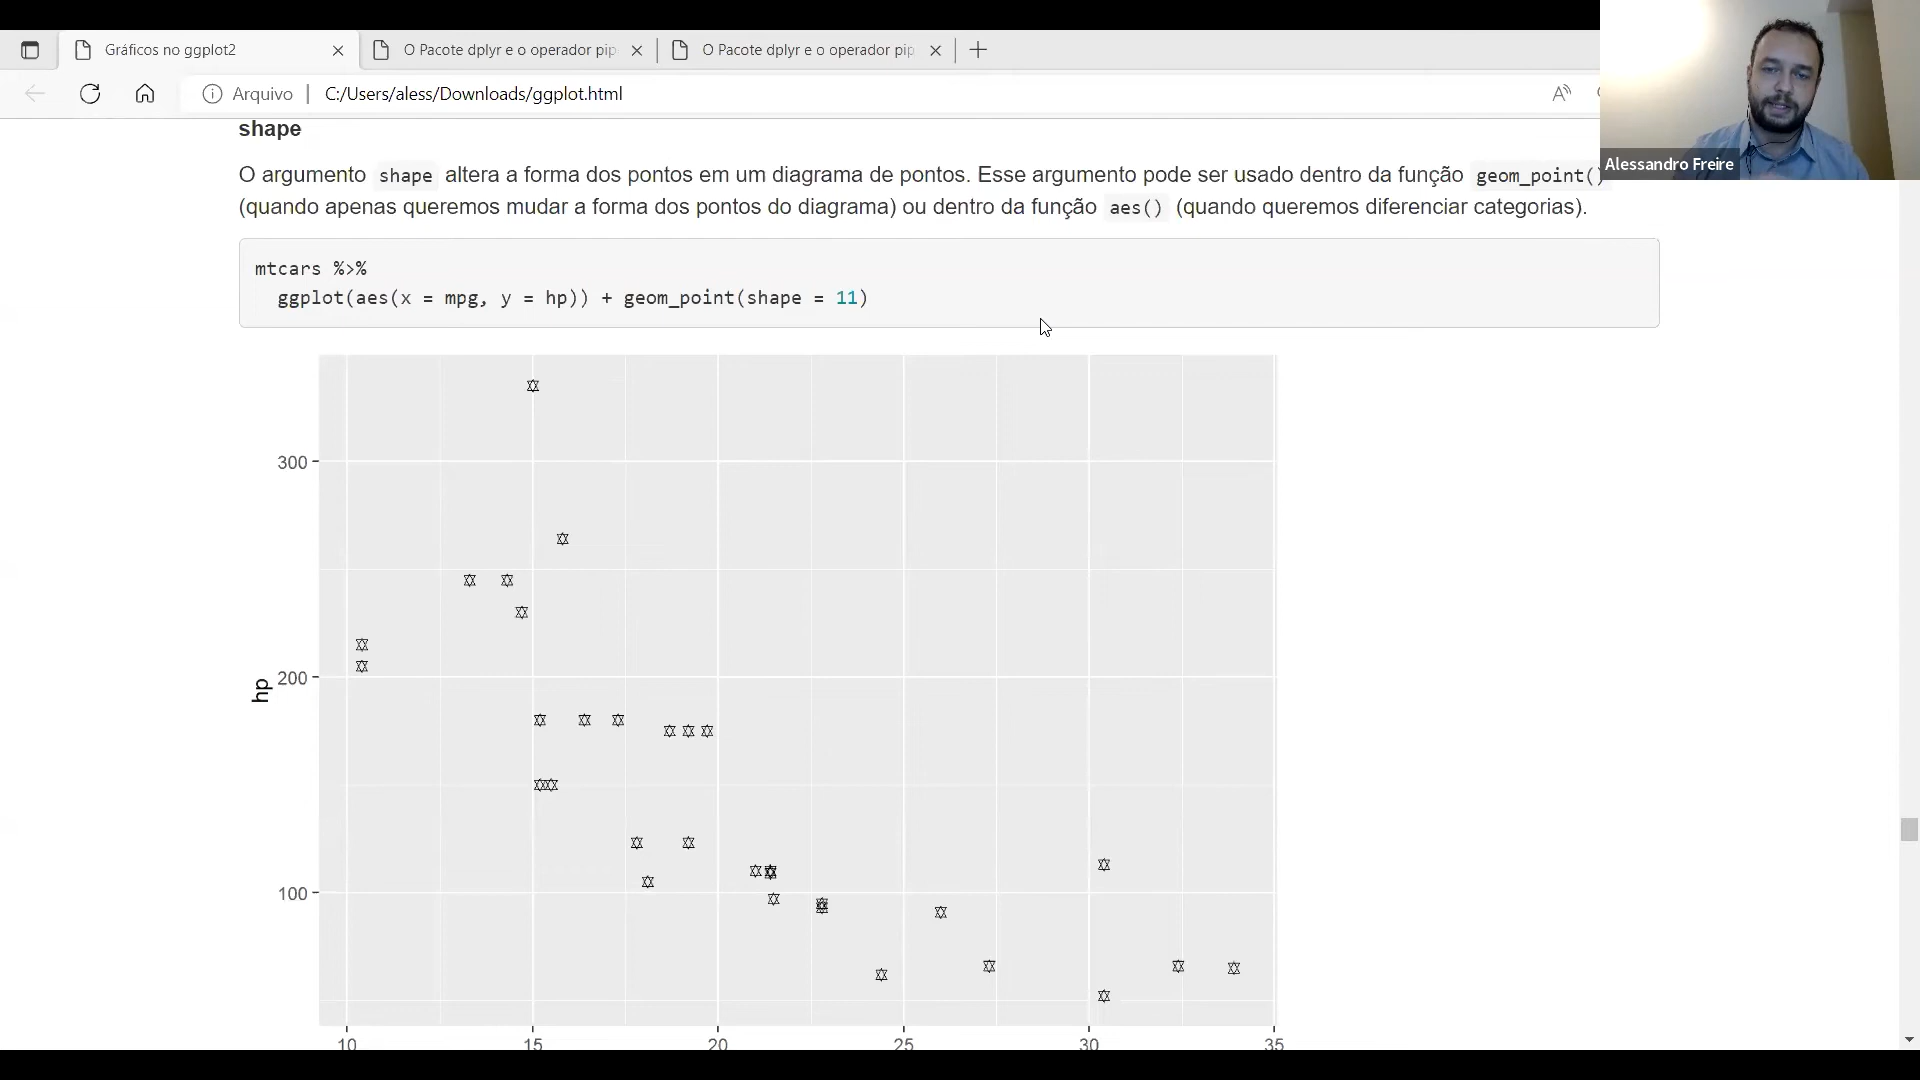 Gráficos no ggplot2
O Pacote dplyr e o operador pip
O Pacote dplyr e o operador pip
Arquivo
C:/Users/aless/Downloads/ggplot.html
Alessandro Freire
shape
O argumento shape altera a forma dos pontos em um diagrama de pontos. Esse argumento pode ser usado dentro da função geom_point()
(quando apenas queremos mudar a forma dos pontos do diagrama) ou dentro da função aes() (quando queremos diferenciar categorias).
mtcars %>%
ggplot(aes(x = mpg, y = hp)) + geom_point(shape = 11)
300
200
100
hp
10 15 20 25 30 35